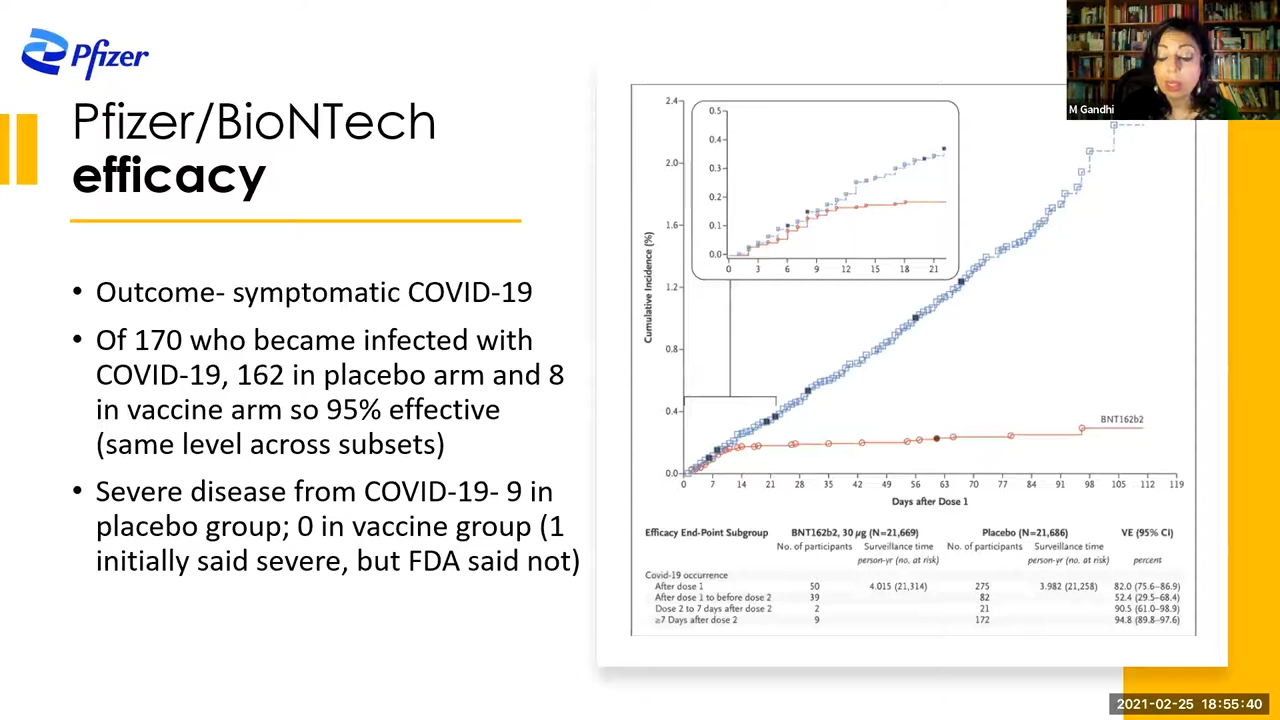 Pfizer
Pfizer/BioNTech
efficacy
• Outcome- symptomatic COVID-19
• Of 170 who became infected with
COVID-19, 162 in placebo arm and 8
in vaccine arm so 95% effective
(same level across subsets)
• Severe disease from COVID-19- 9 in
placebo group; 0 in vaccine group (1
initially said severe, but FDA said not)
M Gandhi
2.4
2.0
1.6
1.2
0.8
0.4
0.0
Cumulative Incidence (%)
0.5
0.4
0.3
0.2
0.1
0.0
0 3 6 9 12 15 18 21
BNT162b2
0 7 14 21 28 35 42 49 56 63 70 77 84 91 98 105 112 119
Days after Dose 1
Efficacy End-Point Subgroup BNT162b2, 30 μg (N=21,669) Placebo (N=21,686) VE (95% CI)
No. of participants Surveillance time No. of participants Surveillance time
person-yr (no. at risk) person-yr (no. at risk) percent
Covid-19 occurrence
After dose 1 50 4.015 (21,314) 275 3.982 (21,258) 82.0 (75.6–86.9)
After dose 1 to before dose 2 39 82 52.4 (29.5–68.4)
Dose 2 to 7 days after dose 2 2 21 90.5 (61.0–98.9)
≥7 Days after dose 2 9 172 94.8 (89.8–97.6)
2021-02-25 18:55:40